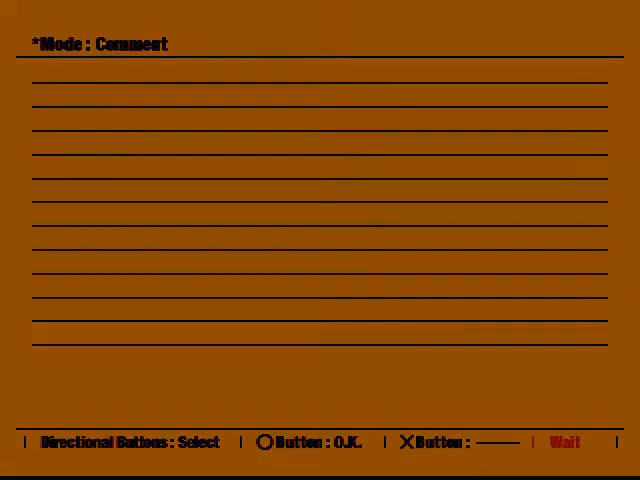 *Mode : Comment
Directional Buttons : Select | ◯Button : O.K. | ✕Button : ——— | Wait |